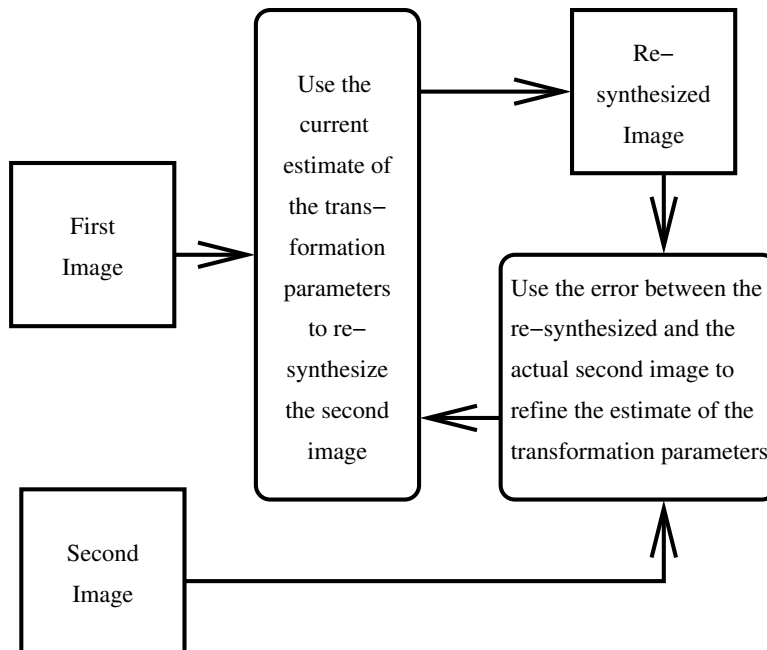 First
Image
Use the
current
estimate of
the trans−
formation
parameters
to re−
synthesize
the second
image
Re−
synthesized
Image
Use the error between the
re−synthesized and the
actual second image to
refine the estimate of the
transformation parameters
Second
Image